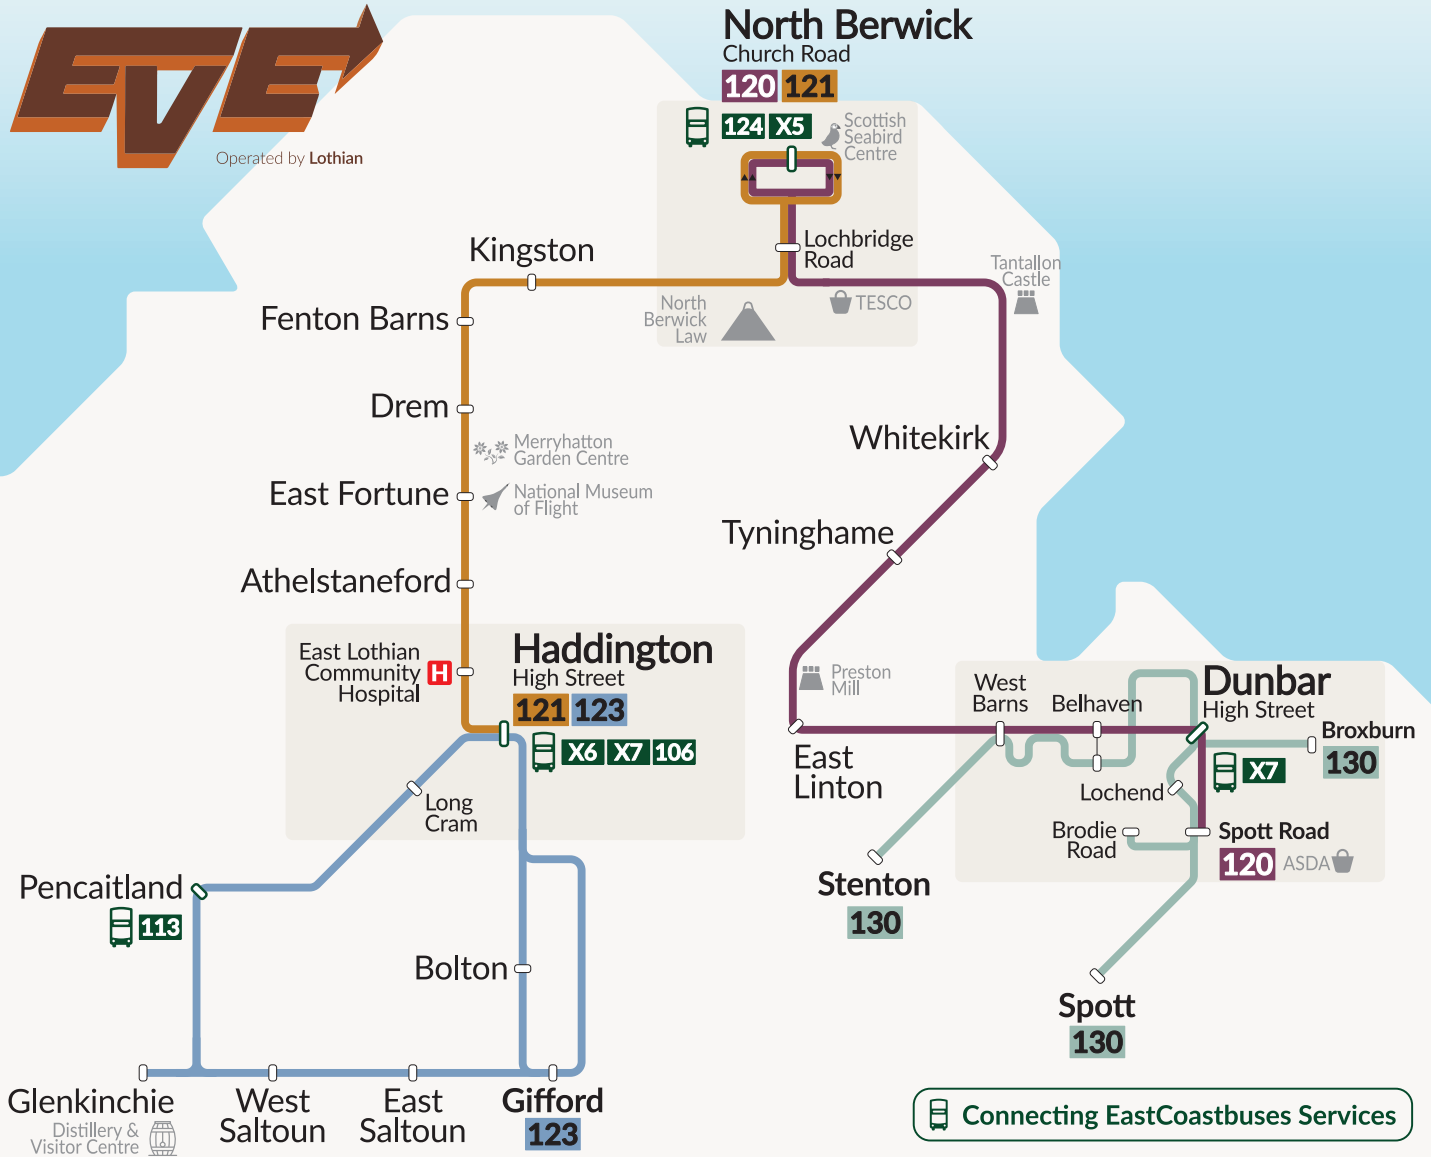 EVE
Operated by Lothian
North Berwick
Church Road
120 121
124 X5
Scottish
Seabird
Centre
Lochbridge
Road
Kingston
Tantallon
Castle
North
Berwick
Law
TESCO
Fenton Barns
Drem
Merryhatton
Garden Centre
Whitekirk
East Fortune
National Museum
of Flight
Tyninghame
Athelstaneford
East Lothian
Community
Hospital
H
Haddington
High Street
121 123
X6 X7 106
Preston
Mill
West
Barns
Belhaven
Dunbar
High Street
Broxburn
130
X7
East
Linton
Long
Cram
Lochend
Brodie
Road
Spott Road
120
ASDA
Pencaitland
113
Stenton
130
Bolton
Spott
130
Glenkinchie
Distillery &
Visitor Centre
West
Saltoun
East
Saltoun
Gifford
123
Connecting EastCoastbuses Services